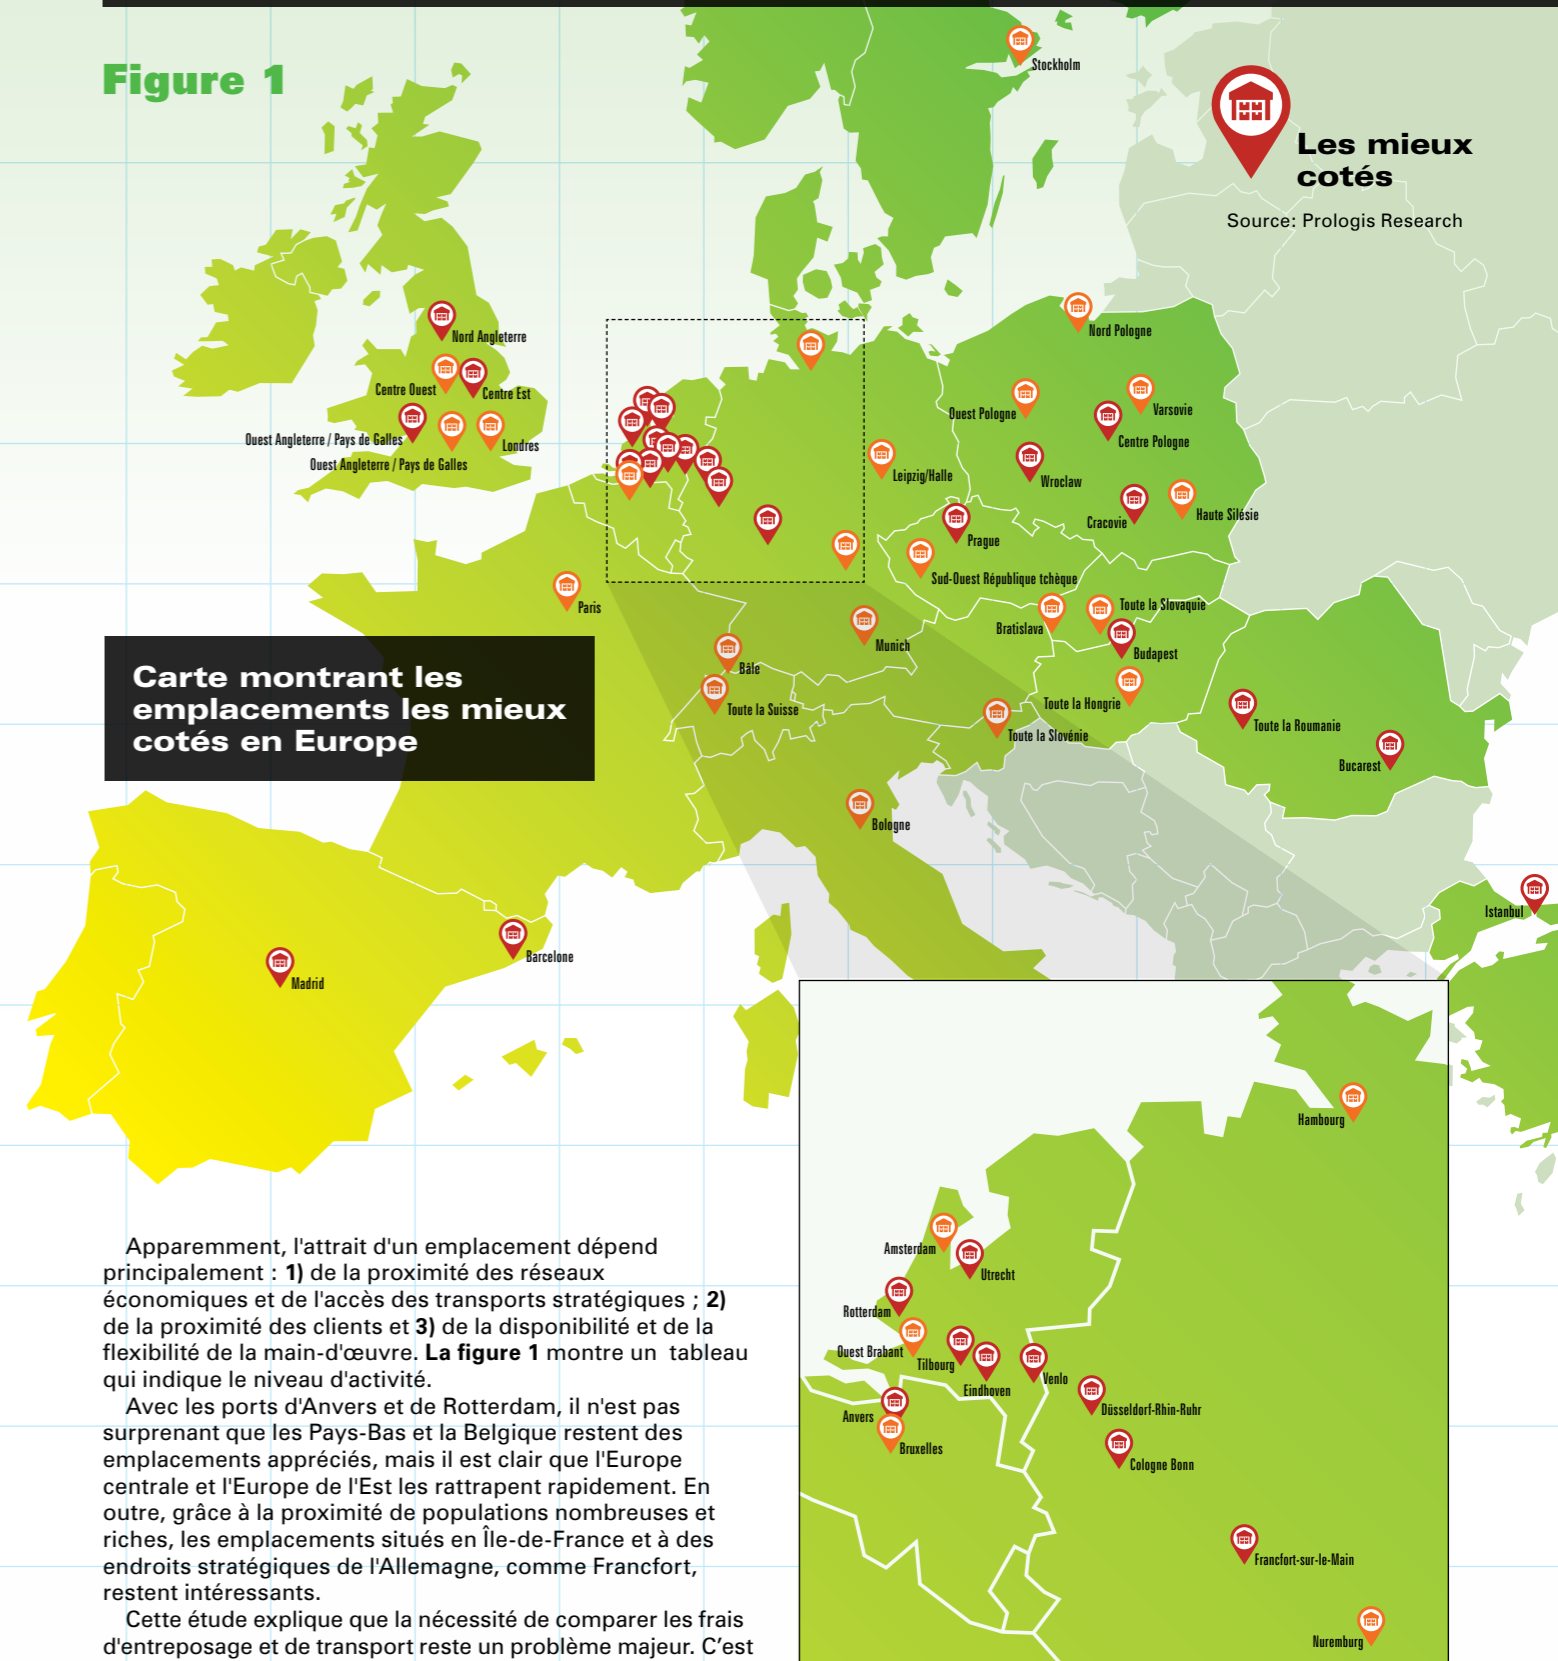 Figure 1
Les mieux
cotés
Source: Prologis Research
Stockholm
Nord Angleterre
Centre Ouest
Centre Est
Ouest Angleterre / Pays de Galles
Londres
Ouest Angleterre / Pays de Galles
Nord Pologne
Ouest Pologne
Varsovie
Centre Pologne
Leipzig/Halle
Wroclaw
Cracovie
Haute Silésie
Prague
Sud-Ouest République tchèque
Paris
Bratislava
Toute la Slovaquie
Munich
Budapest
Bâle
Toute la Suisse
Toute la Hongrie
Toute la Slovénie
Toute la Roumanie
Bucarest
Bologne
Istanbul
Barcelone
Madrid
Carte montrant les
emplacements les mieux
cotés en Europe
Hambourg
Amsterdam
Utrecht
Rotterdam
Ouest Brabant
Tilbourg
Eindhoven
Venlo
Anvers
Düsseldorf-Rhin-Ruhr
Bruxelles
Cologne Bonn
Francfort-sur-le-Main
Nuremburg
Apparemment, l'attrait d'un emplacement dépend
principalement : 1) de la proximité des réseaux
économiques et de l'accès des transports stratégiques ; 2)
de la proximité des clients et 3) de la disponibilité et de la
flexibilité de la main-d'œuvre. La figure 1 montre un tableau
qui indique le niveau d'activité.
Avec les ports d'Anvers et de Rotterdam, il n'est pas
surprenant que les Pays-Bas et la Belgique restent des
emplacements appréciés, mais il est clair que l'Europe
centrale et l'Europe de l'Est les rattrapent rapidement. En
outre, grâce à la proximité de populations nombreuses et
riches, les emplacements situés en Île-de-France et à des
endroits stratégiques de l'Allemagne, comme Francfort,
restent intéressants.
Cette étude explique que la nécessité de comparer les frais
d'entreposage et de transport reste un problème majeur. C’est